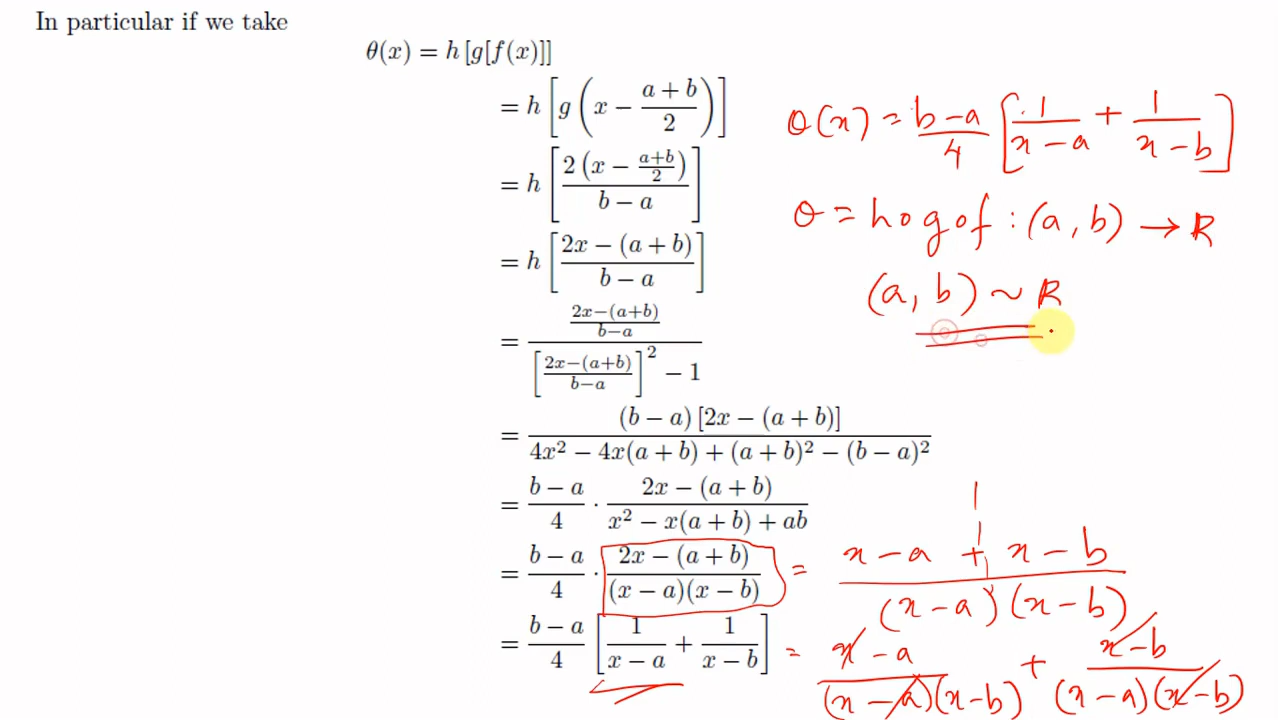 In particular if we take
θ(x) = h [g[f(x)]]
= h [g (x − (a + b)/2)]
= h [2 (x − (a+b)/2) / (b − a)]
= h [(2x − (a + b)) / (b − a)]
= ((2x−(a+b))/(b−a)) / ([(2x−(a+b))/(b−a)]² − 1)
= (b − a) [2x − (a + b)] / (4x² − 4x(a + b) + (a + b)² − (b − a)²)
= (b − a)/4 · (2x − (a + b)) / (x² − x(a + b) + ab)
= (b − a)/4 · (2x − (a + b)) / ((x − a)(x − b))
= (b − a)/4 [1/(x − a) + 1/(x − b)]
θ(x) = (b − a)/4 [1/(x − a) + 1/(x − b)]
θ = h o g o f : (a, b) → R
(a, b) ~ R
= (x − a + x − b) / ((x − a)(x − b))
= (x − a) / ((x − a)(x − b)) + (x − b) / ((x − a)(x − b))